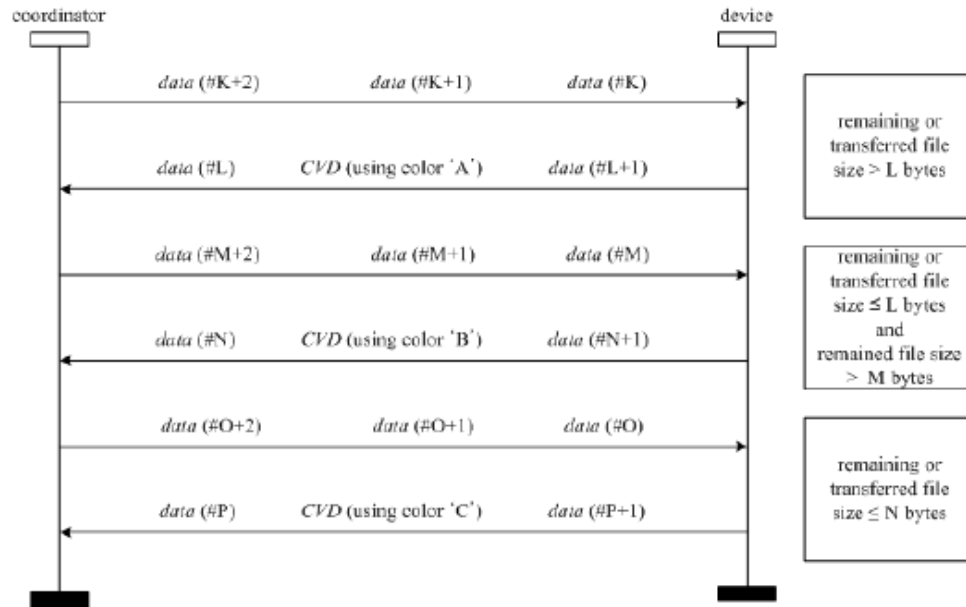 coordinator
device
data (#K+2) data (#K+1) data (#K)
remaining or
transferred file
size > L bytes
data (#L) CVD (using color ‘A’) data (#L+1)
data (#M+2) data (#M+1) data (#M)
remaining or
transferred file
size ≤ L bytes
and
remained file size
> M bytes
data (#N) CVD (using color ‘B’) data (#N+1)
data (#O+2) data (#O+1) data (#O)
remaining or
transferred file
size ≤ N bytes
data (#P) CVD (using color ‘C’) data (#P+1)